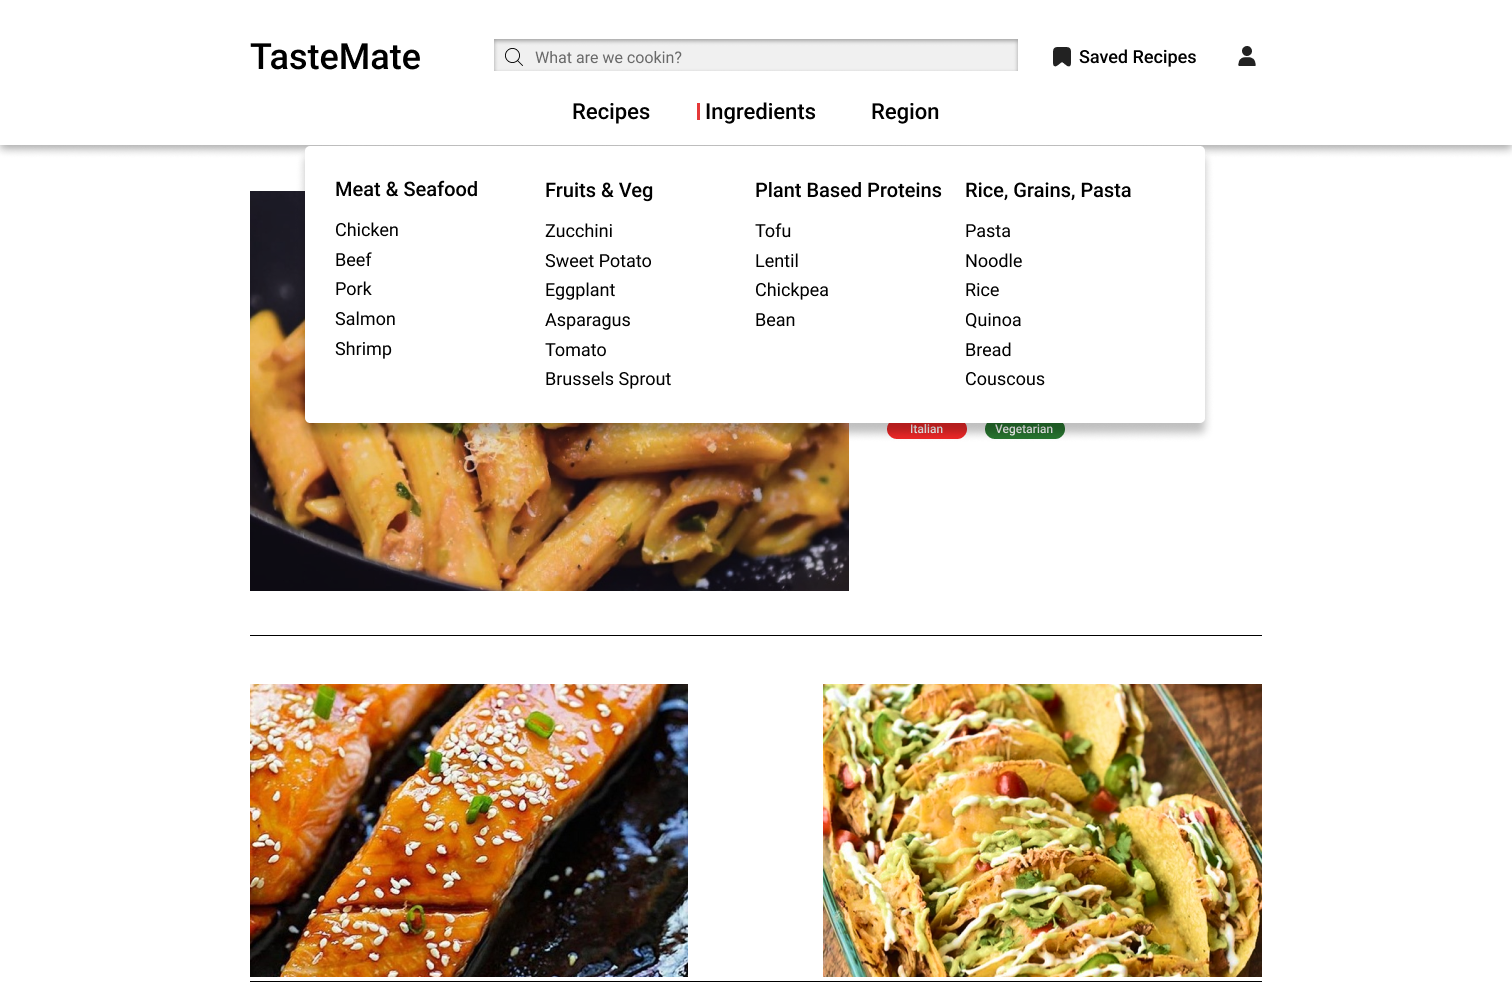 TasteMate
What are we cookin?
Saved Recipes
Recipes
Ingredients
Region
Meat & Seafood
Chicken
Beef
Pork
Salmon
Shrimp
Fruits & Veg
Zucchini
Sweet Potato
Eggplant
Asparagus
Tomato
Brussels Sprout
Plant Based Proteins
Tofu
Lentil
Chickpea
Bean
Rice, Grains, Pasta
Pasta
Noodle
Rice
Quinoa
Bread
Couscous
Italian
Vegetarian